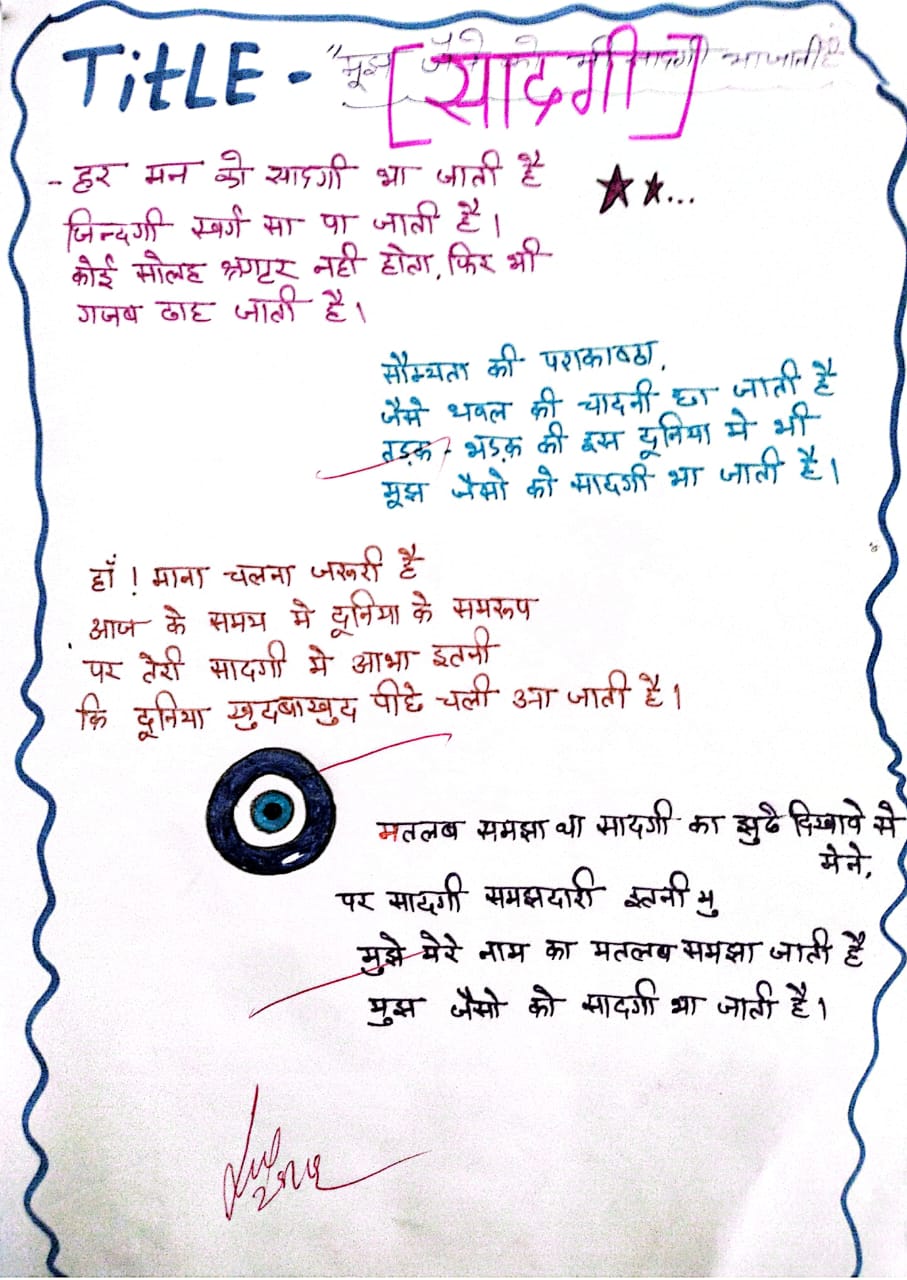 TitLE - "मूझ जैसे को भी सादगी भा जाती है
[सादगी]
- हर मन को सादगी भा जाती है
जिन्दगी स्वर्ग सा पा जाती है।
कोई सोलह श्रृगार नही होता, फिर भी
गजब ढाह जाती है।
सौम्यता की पराकाष्ठा,
जैसे धवल की चादनी छा जाती है
तड़क - भड़क की इस दूनिया मे भी
मूझ जैसो को सादगी भा जाती है।
हाँ ! माना चलना जरुरी है
आज के समय मे दूनिया के समरूप
पर तेरी सादगी मे आभा इतनी
कि दूनिया खुदबाखुद पीछे चली आ जाती है।
मतलब समझा था सादगी का झुठै दिखावे से
मेने,
पर सादगी समझदारी इतनी मु
मुझे मेरे नाम का मतलब समझा जाती है
मुझ जैसो को सादगी भा जाती है।